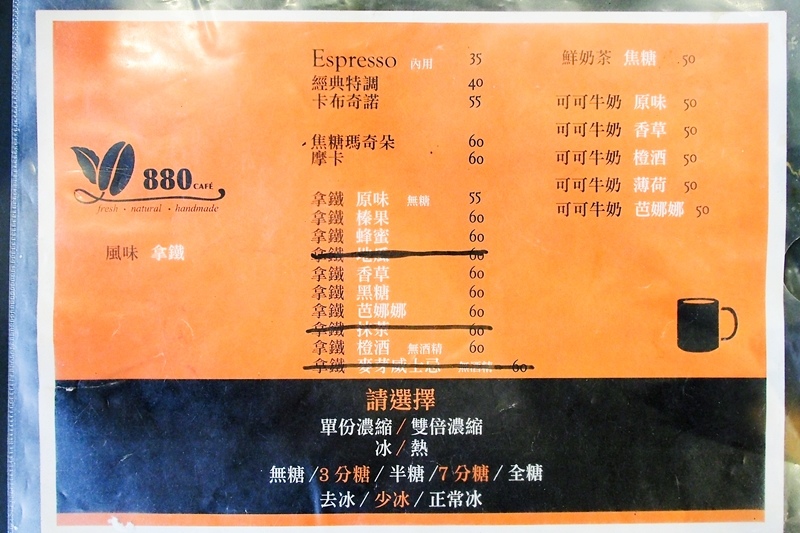 880 CAFÉ
fresh · natural · handmade
風味 拿鐵
Espresso 內用 35
經典特調 40
卡布奇諾 55
焦糖瑪奇朵 60
摩卡 60
拿鐵 原味 無糖 55
拿鐵 榛果 60
拿鐵 蜂蜜 60
拿鐵 地瓜 60
拿鐵 香草 60
拿鐵 黑糖 60
拿鐵 芭娜娜 60
拿鐵 抹茶 60
拿鐵 橙酒 無酒精 60
拿鐵 麥芽威士忌 無酒精 60
鮮奶茶 焦糖 50
可可牛奶 原味 50
可可牛奶 香草 50
可可牛奶 橙酒 50
可可牛奶 薄荷 50
可可牛奶 芭娜娜 50
請選擇
單份濃縮 / 雙倍濃縮
冰 / 熱
無糖 / 3 分糖 / 半糖 / 7 分糖 / 全糖
去冰 / 少冰 / 正常冰